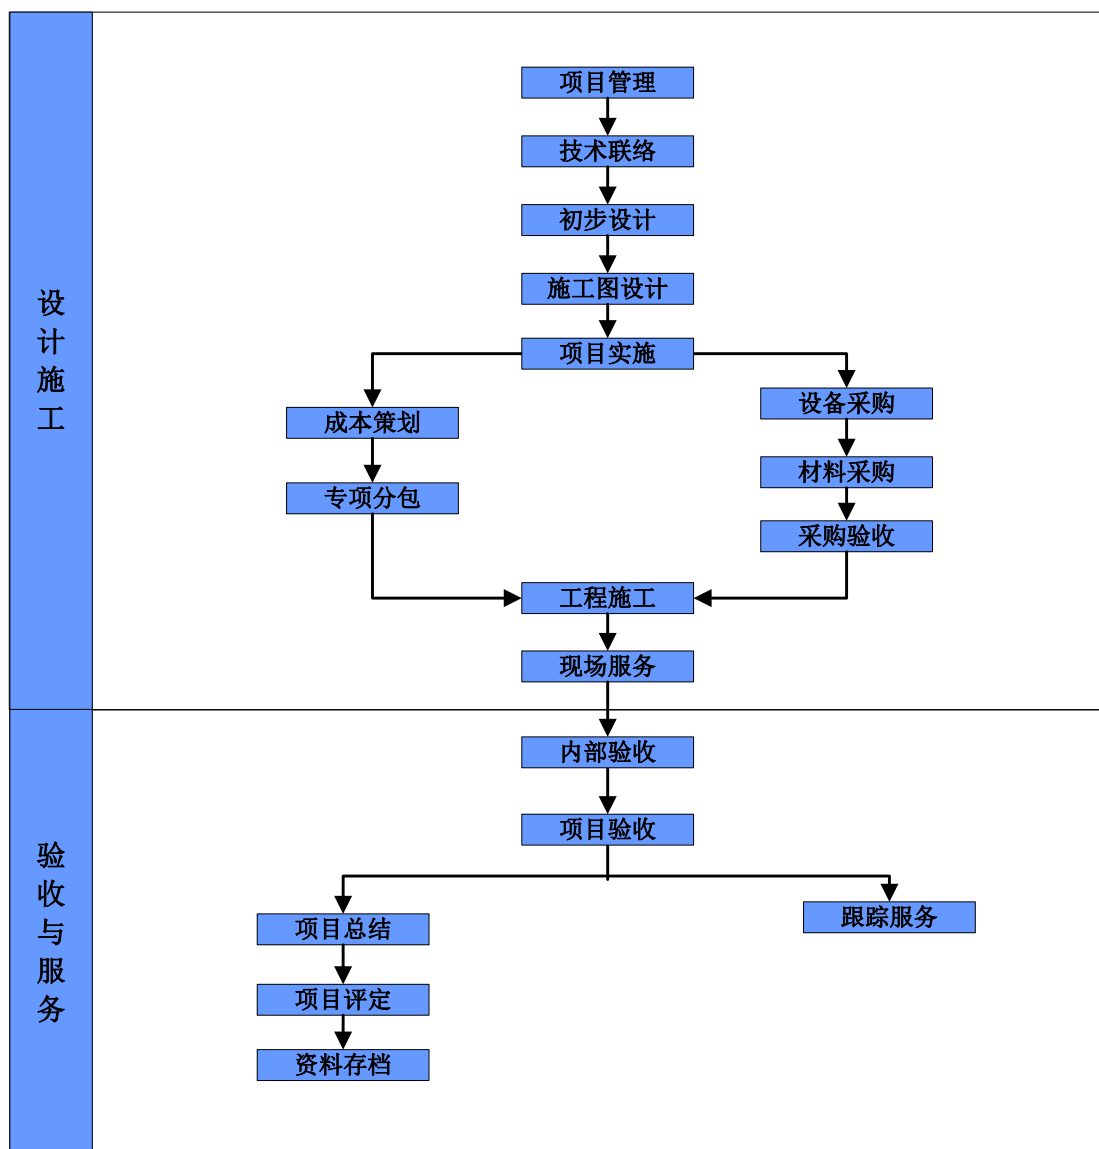 设计施工
项目管理
技术联络
初步设计
施工图设计
项目实施
成本策划
专项分包
设备采购
材料采购
采购验收
工程施工
现场服务
验收与服务
内部验收
项目验收
项目总结
项目评定
资料存档
跟踪服务